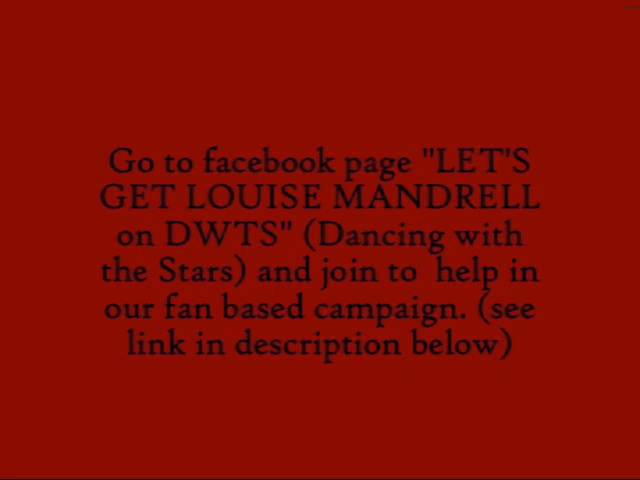 Go to facebook page "LET'S
GET LOUISE MANDRELL
on DWTS" (Dancing with
the Stars) and join to  help in
our fan based campaign. (see
link in description below)